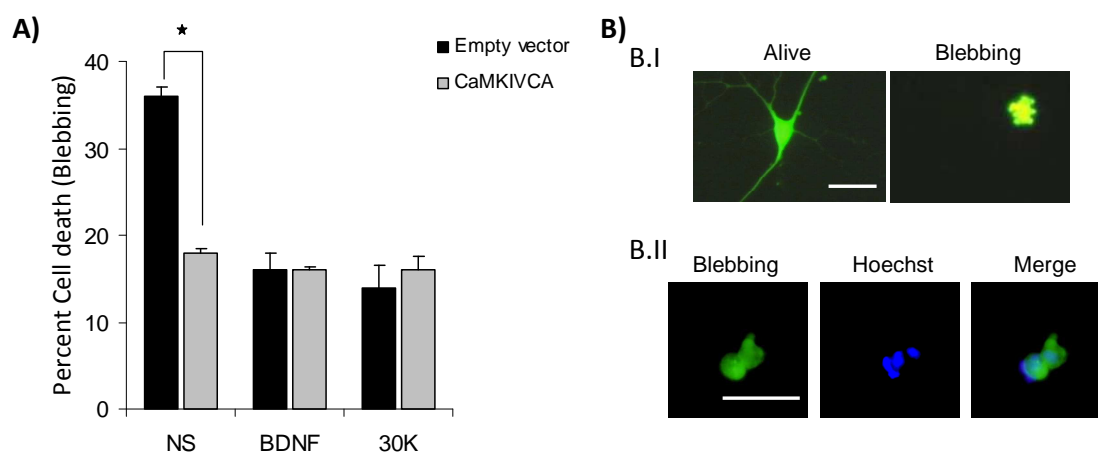 A)
★
Empty vector
CaMKIVCA
Percent Cell death (Blebbing)
40
30
20
10
0
NS BDNF 30K
B)
B.I
Alive Blebbing
B.II
Blebbing Hoechst Merge